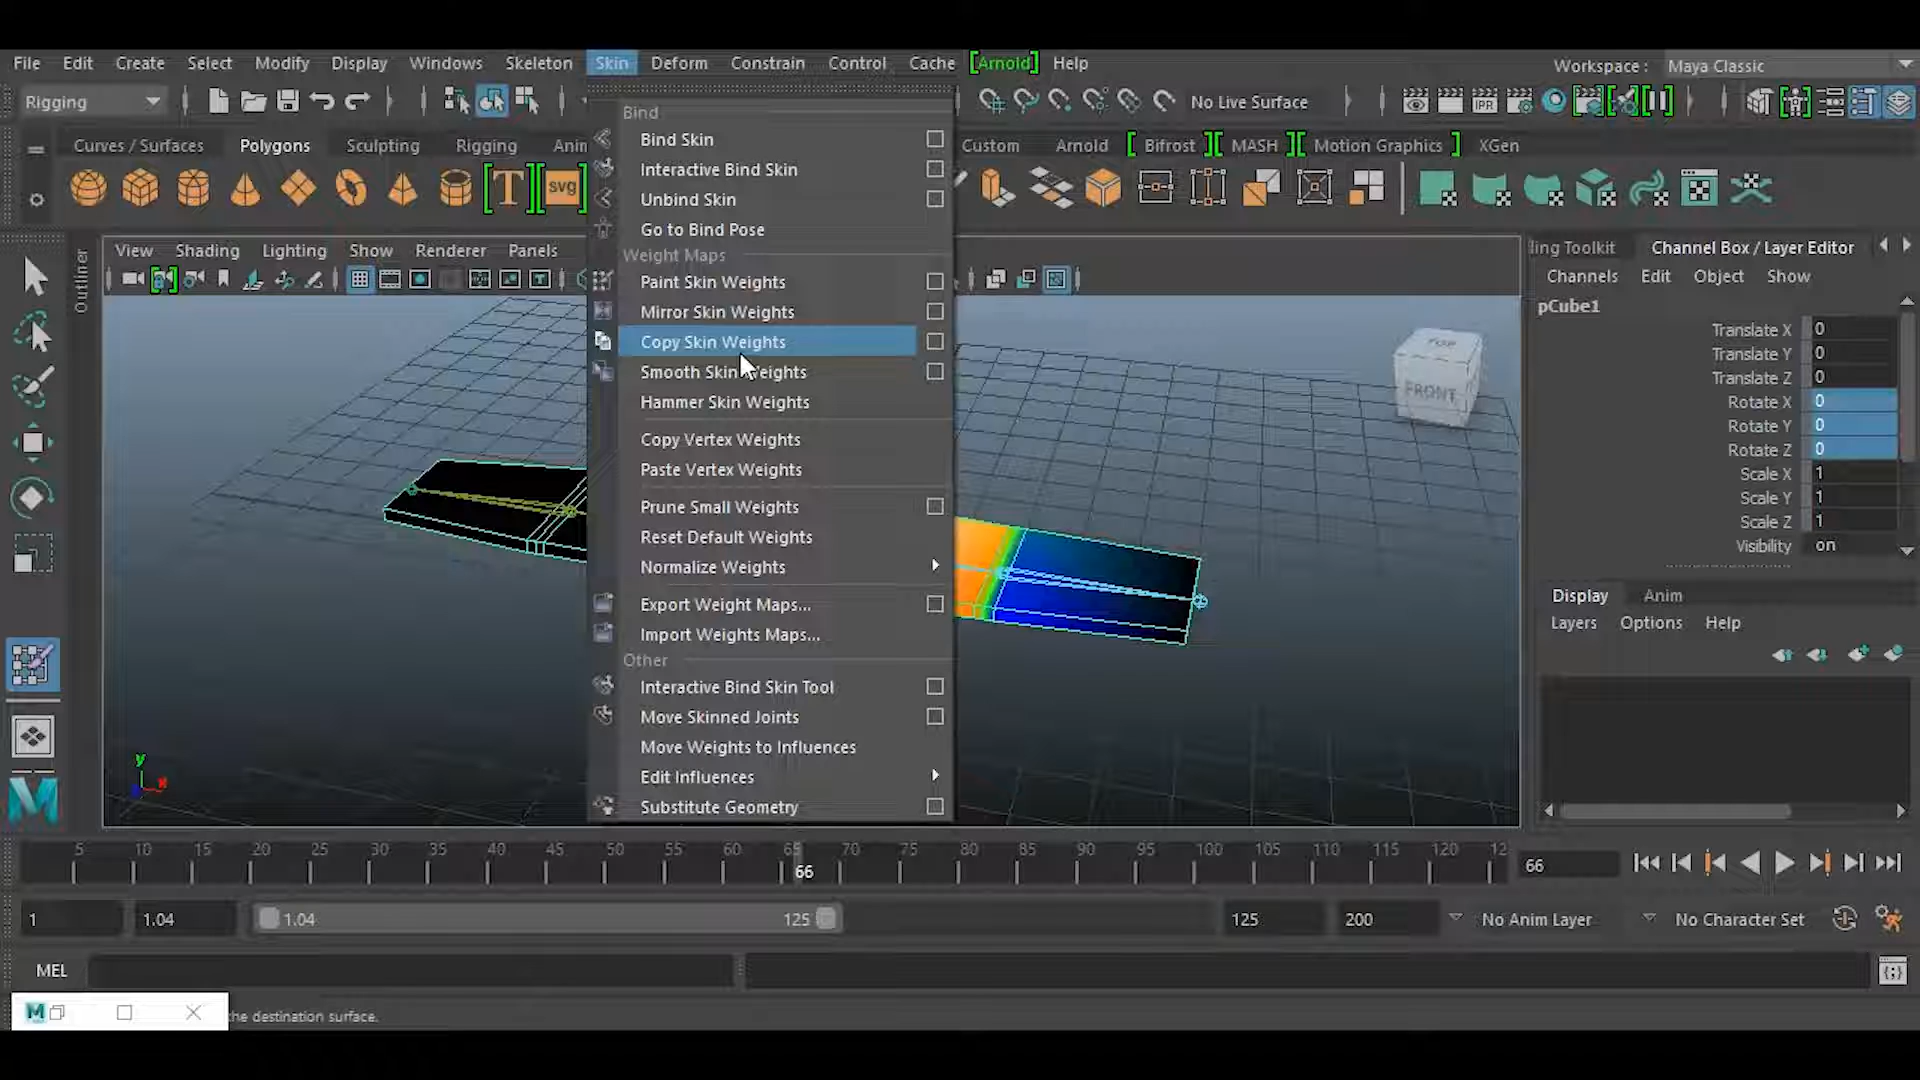 File Edit Create Select Modify Display Windows Skeleton Skin Deform Constrain Control Cache [Arnold] Help
Workspace : Maya Classic
Rigging
No Live Surface
IPR
Curves / Surfaces Polygons Sculpting Rigging Anim
Custom Arnold [ Bifrost ][ MASH ][ Motion Graphics ] XGen
T svg
Bind
Bind Skin
Interactive Bind Skin
Unbind Skin
Go to Bind Pose
Weight Maps
Paint Skin Weights
Mirror Skin Weights
Copy Skin Weights
Smooth Skin Weights
Hammer Skin Weights
Copy Vertex Weights
Paste Vertex Weights
Prune Small Weights
Reset Default Weights
Normalize Weights
Export Weight Maps...
Import Weights Maps...
Other
Interactive Bind Skin Tool
Move Skinned Joints
Move Weights to Influences
Edit Influences
Substitute Geometry
Outliner
View Shading Lighting Show Renderer Panels
TOP
FRONT
y
x
ling Toolkit Channel Box / Layer Editor
Channels Edit Object Show
pCube1
Translate X 0
Translate Y 0
Translate Z 0
Rotate X 0
Rotate Y 0
Rotate Z 0
Scale X 1
Scale Y 1
Scale Z 1
Visibility on
Display Anim
Layers Options Help
5 10 15 20 25 30 35 40 45 50 55 60 65 70 75 80 85 90 95 100 105 110 115 120 12
66
66
1 1.04 1.04 125 125 200 No Anim Layer No Character Set
MEL
M
the destination surface.